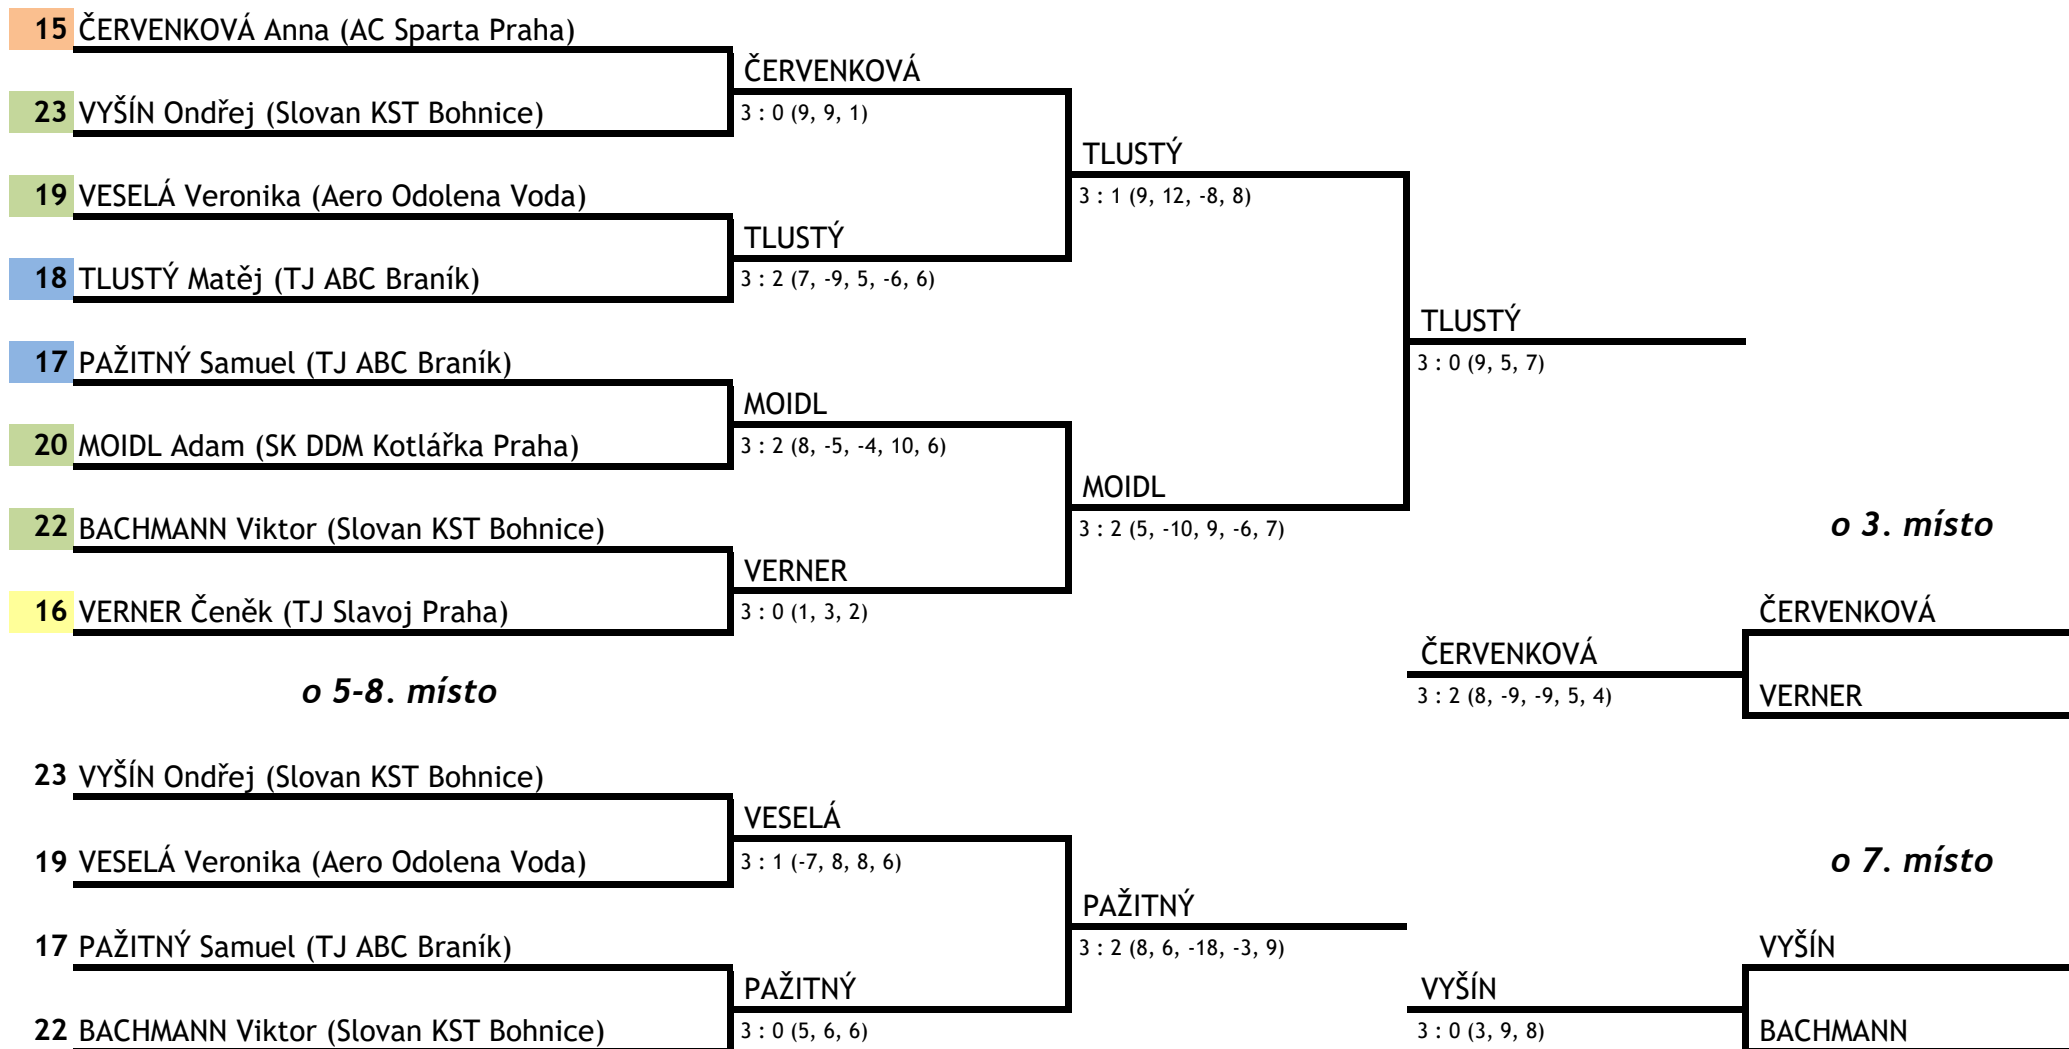 15 ČERVENKOVÁ Anna (AC Sparta Praha)
ČERVENKOVÁ
23 VYŠÍN Ondřej (Slovan KST Bohnice)
3 : 0 (9, 9, 1)
TLUSTÝ
19 VESELÁ Veronika (Aero Odolena Voda)
3 : 1 (9, 12, -8, 8)
TLUSTÝ
18 TLUSTÝ Matěj (TJ ABC Braník)
3 : 2 (7, -9, 5, -6, 6)
TLUSTÝ
17 PAŽITNÝ Samuel (TJ ABC Braník)
3 : 0 (9, 5, 7)
MOIDL
20 MOIDL Adam (SK DDM Kotlářka Praha)
3 : 2 (8, -5, -4, 10, 6)
MOIDL
22 BACHMANN Viktor (Slovan KST Bohnice)
3 : 2 (5, -10, 9, -6, 7)
o 3. místo
VERNER
16 VERNER Čeněk (TJ Slavoj Praha)
3 : 0 (1, 3, 2)
ČERVENKOVÁ
ČERVENKOVÁ
o 5-8. místo
3 : 2 (8, -9, -9, 5, 4)
VERNER
23 VYŠÍN Ondřej (Slovan KST Bohnice)
VESELÁ
19 VESELÁ Veronika (Aero Odolena Voda)
3 : 1 (-7, 8, 8, 6)
o 7. místo
PAŽITNÝ
17 PAŽITNÝ Samuel (TJ ABC Braník)
3 : 2 (8, 6, -18, -3, 9)
VYŠÍN
PAŽITNÝ
VYŠÍN
22 BACHMANN Viktor (Slovan KST Bohnice)
3 : 0 (5, 6, 6)
3 : 0 (3, 9, 8)
BACHMANN